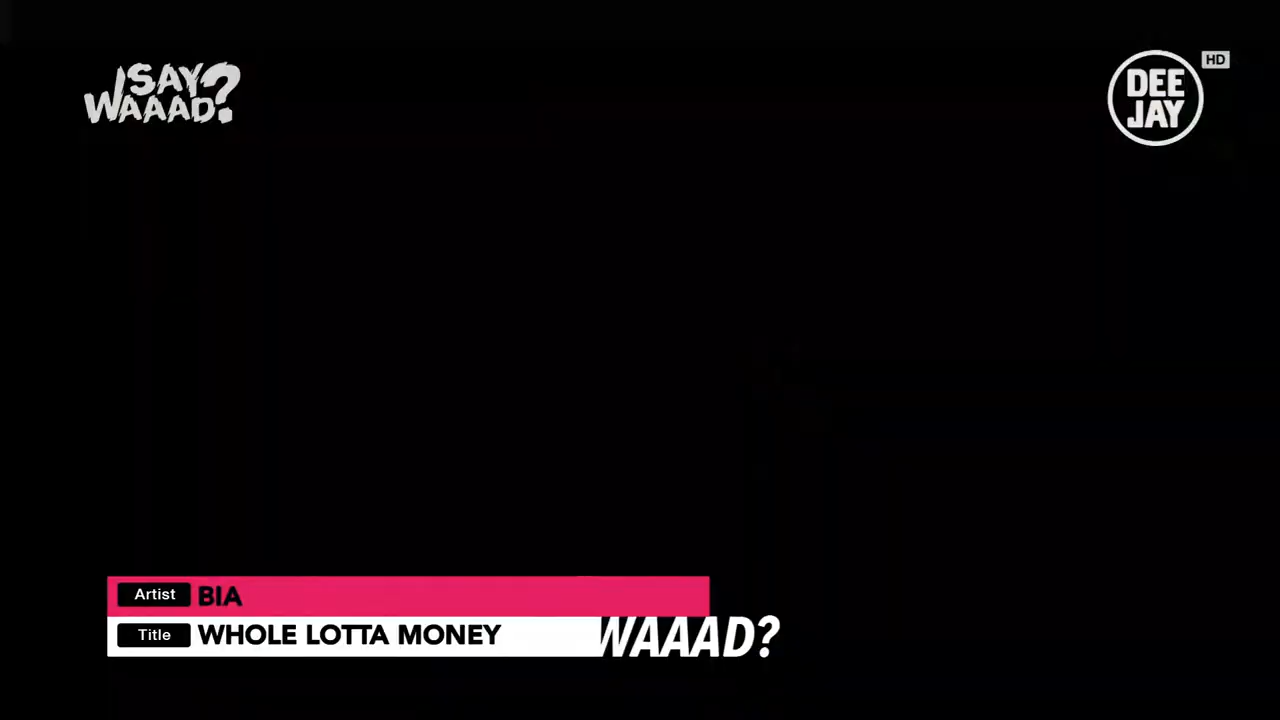 SAY
WAAAD?
HD
DEE
JAY
Artist BIA
Title WHOLE LOTTA MONEY
WAAAD?